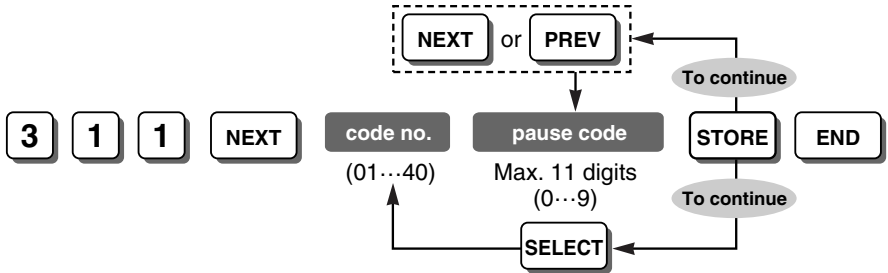 NEXT or PREV
To continue
3 1 1 NEXT code no. pause code STORE END
(01···40) Max. 11 digits
(0···9)
To continue
SELECT